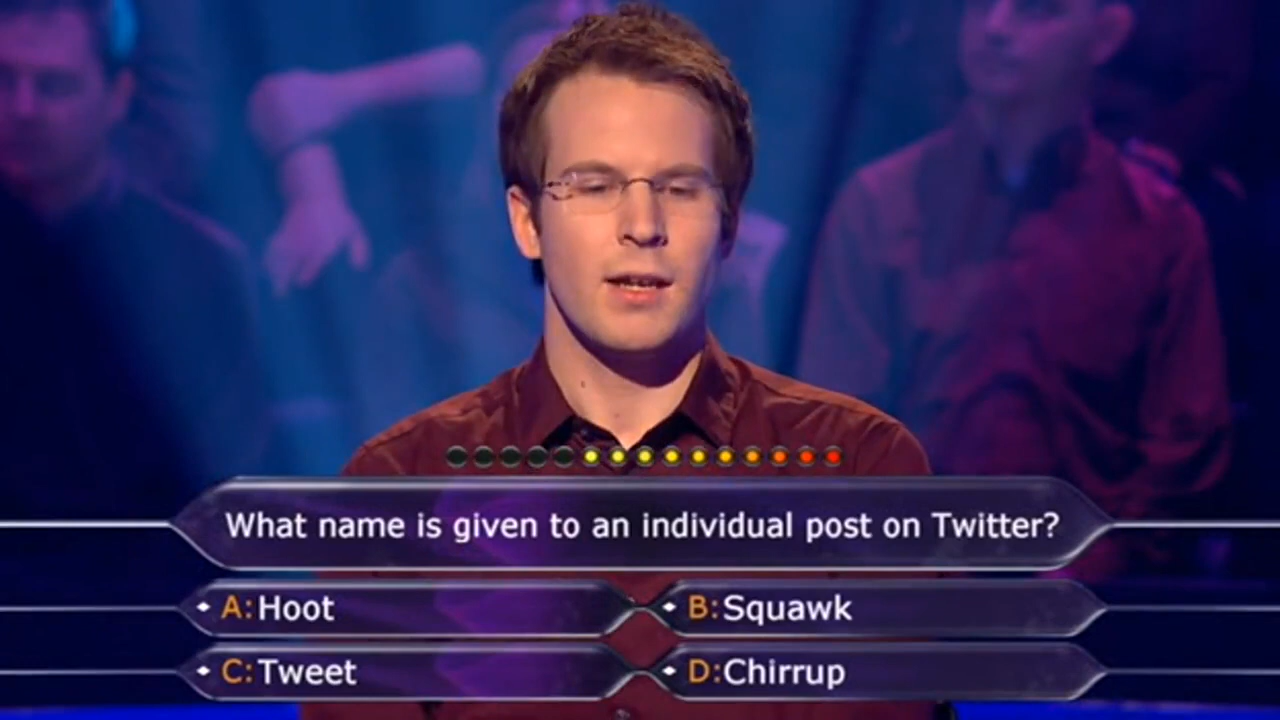 What name is given to an individual post on Twitter?
A: Hoot
B: Squawk
C: Tweet
D: Chirrup